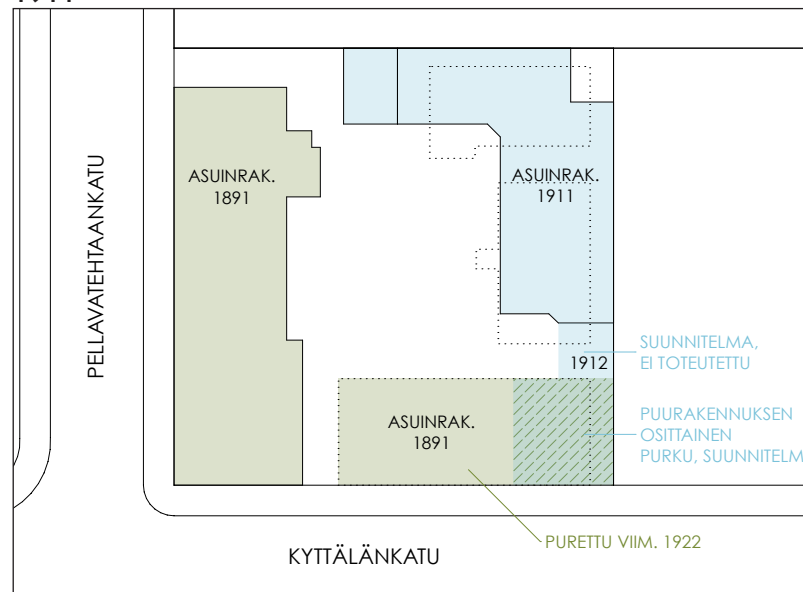 ASUINRAK.
1891
ASUINRAK.
1911
PELLAVATEHTAANKATU
SUUNNITELMA,
EI TOTEUTETTU
1912
ASUINRAK.
1891
PUURAKENNUKSEN
OSITTAINEN
PURKU, SUUNNITELM
PURETTU VIIM. 1922
KYTTÄLÄNKATU